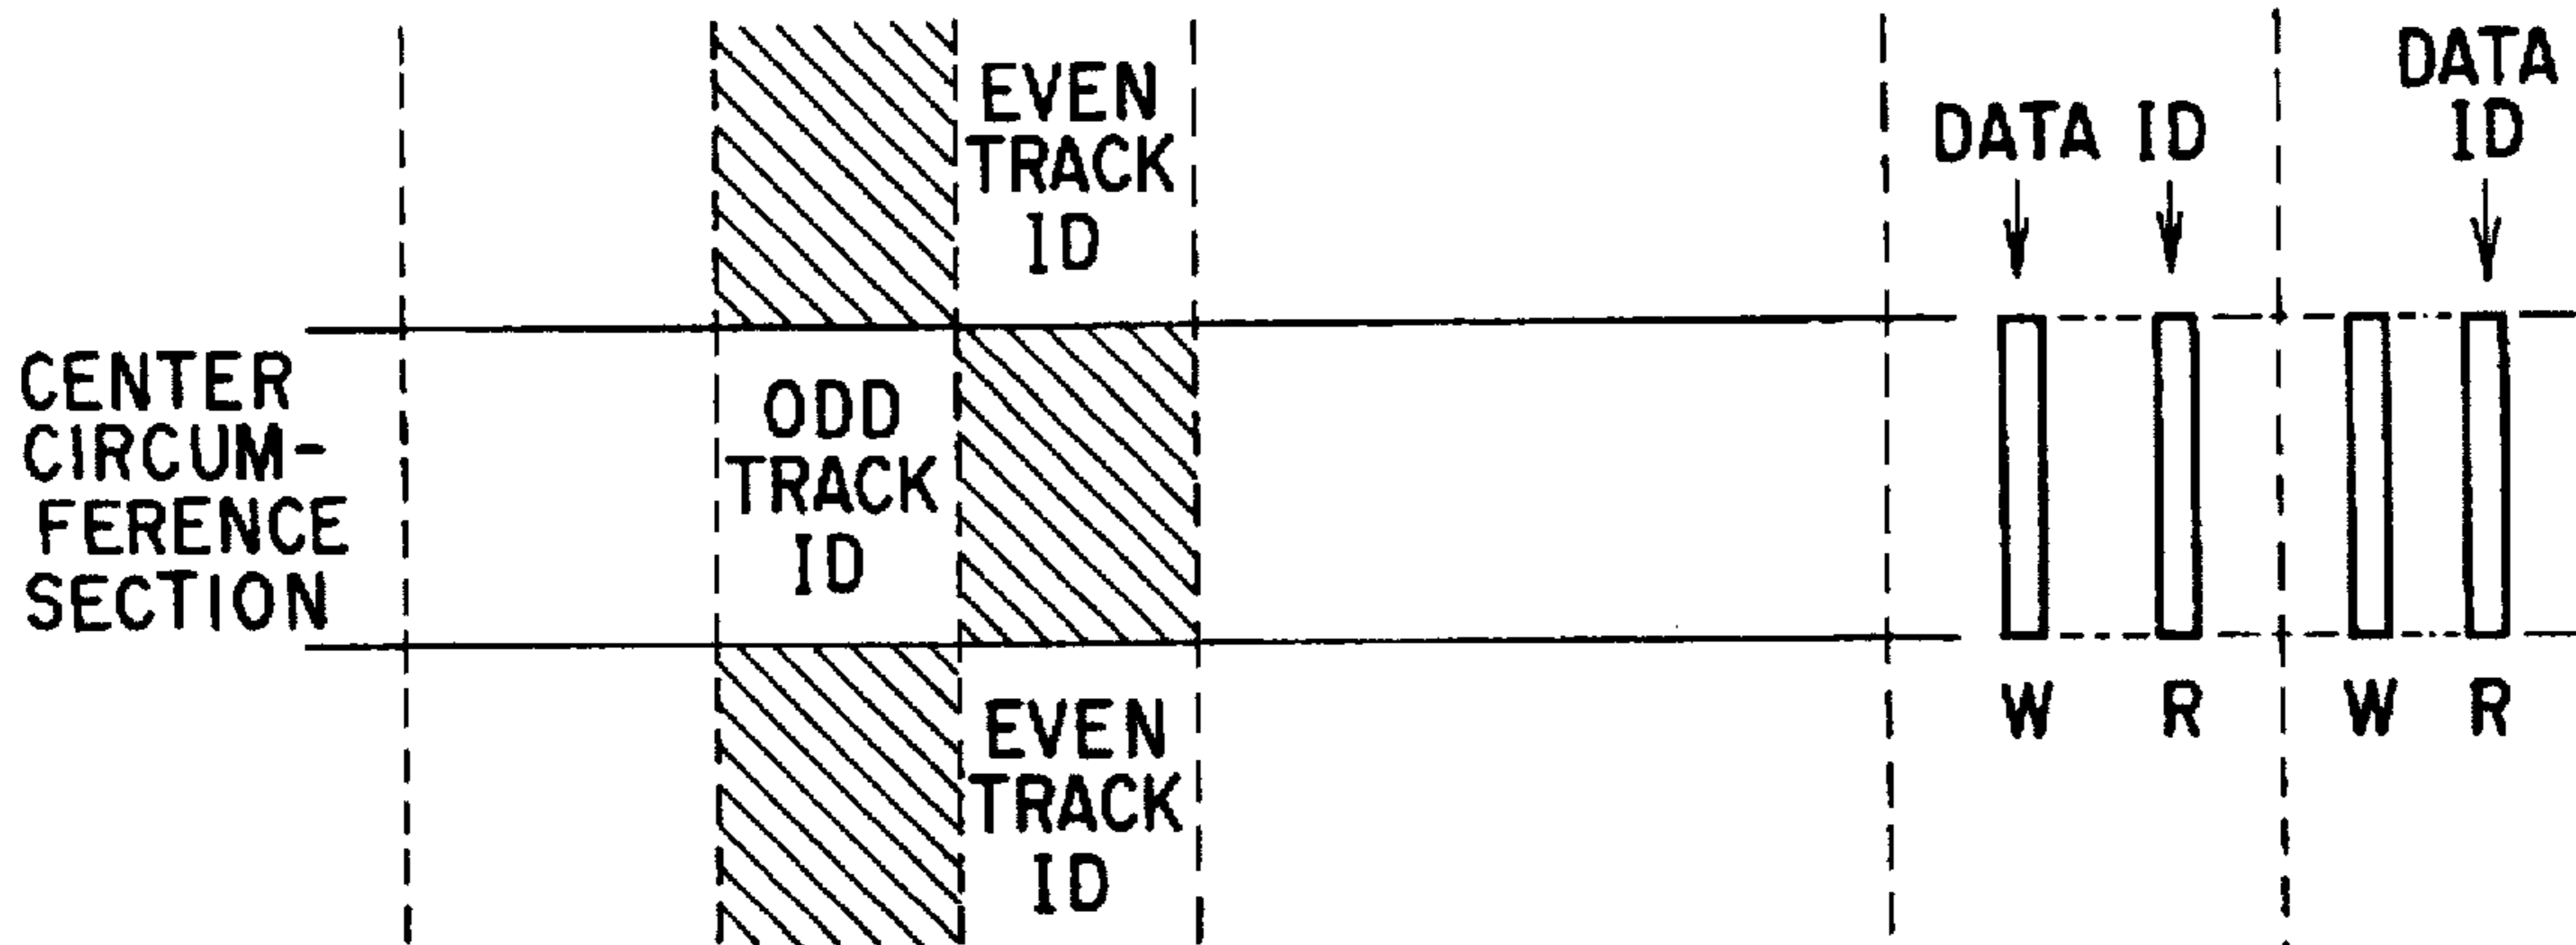 EVEN
TRACK
ID
DATA ID
DATA
ID
CENTER
CIRCUM-
FERENCE
SECTION
ODD
TRACK
ID
EVEN
TRACK
ID
W
R
W
R